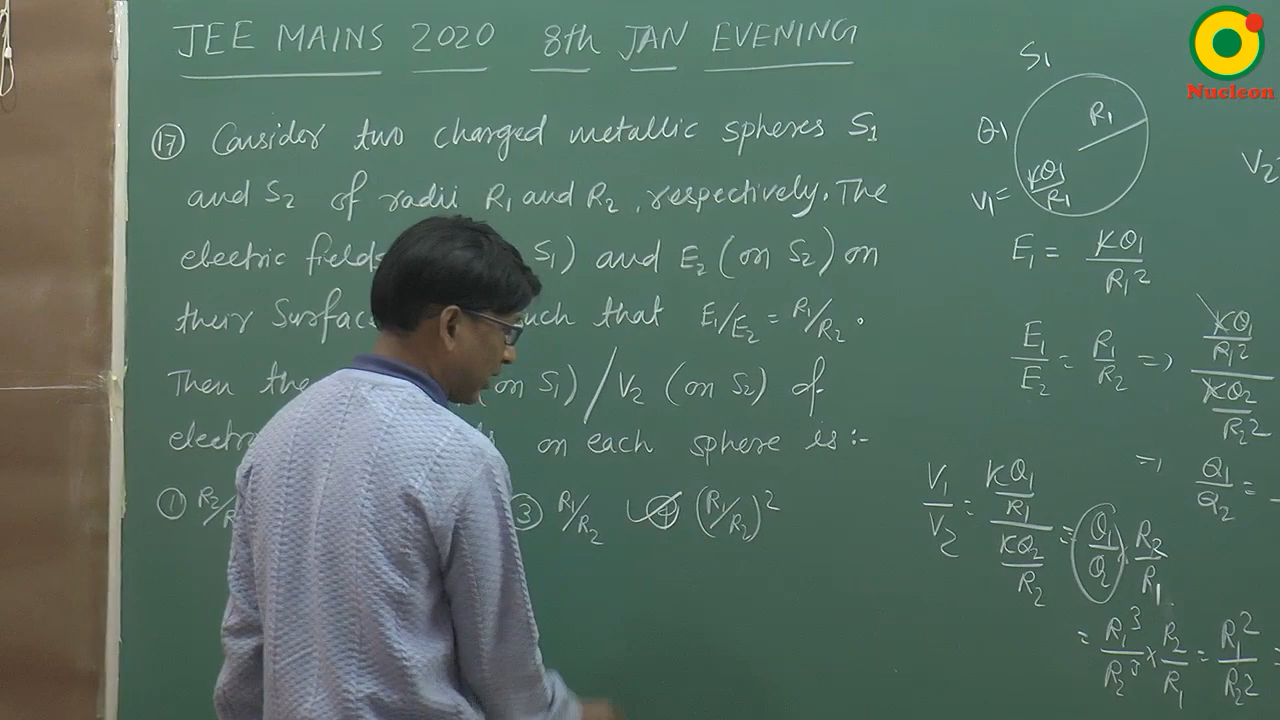 JEE MAINS 2020 8th JAN EVENING
Nucleon
17 Consider two charged metallic spheres S1
and S2 of radii R1 and R2, respectively. The
electric fields S1) and E2 (on S2) on
their Surfac uch that E1/E2 = R1/R2.
Then the on S1) / V2 (on S2) of
electr on each sphere is :-
1 R2/R 3 R1/R2 4 (R1/R2)2
S1
R1
Q1
V1= KQ1/R1
V2
E1 = KQ1/R1^2
E1/E2 = R1/R2 => KQ1/R1^2 / KQ2/R2^2
=> Q1/Q2 =
V1/V2 = KQ1/R1 / KQ2/R2 = Q1/Q2 . R2/R1
= R1^3/R2^3 × R2/R1 = R1^2/R2^2 =